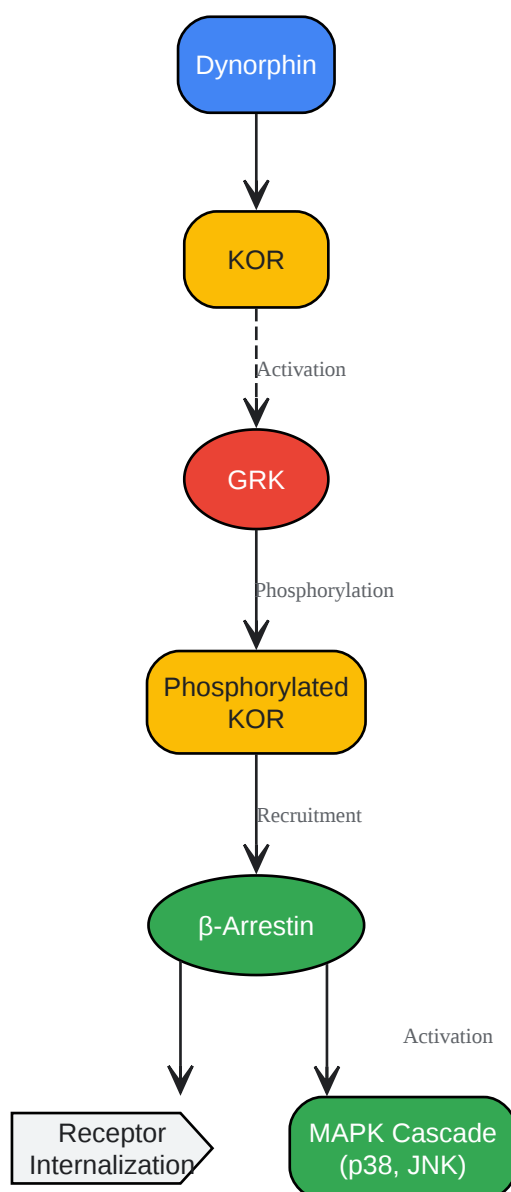 Dynorphin
KOR
Activation
GRK
Phosphorylation
Phosphorylated
KOR
Recruitment
β-Arrestin
Activation
Receptor
Internalization
MAPK Cascade
(p38, JNK)